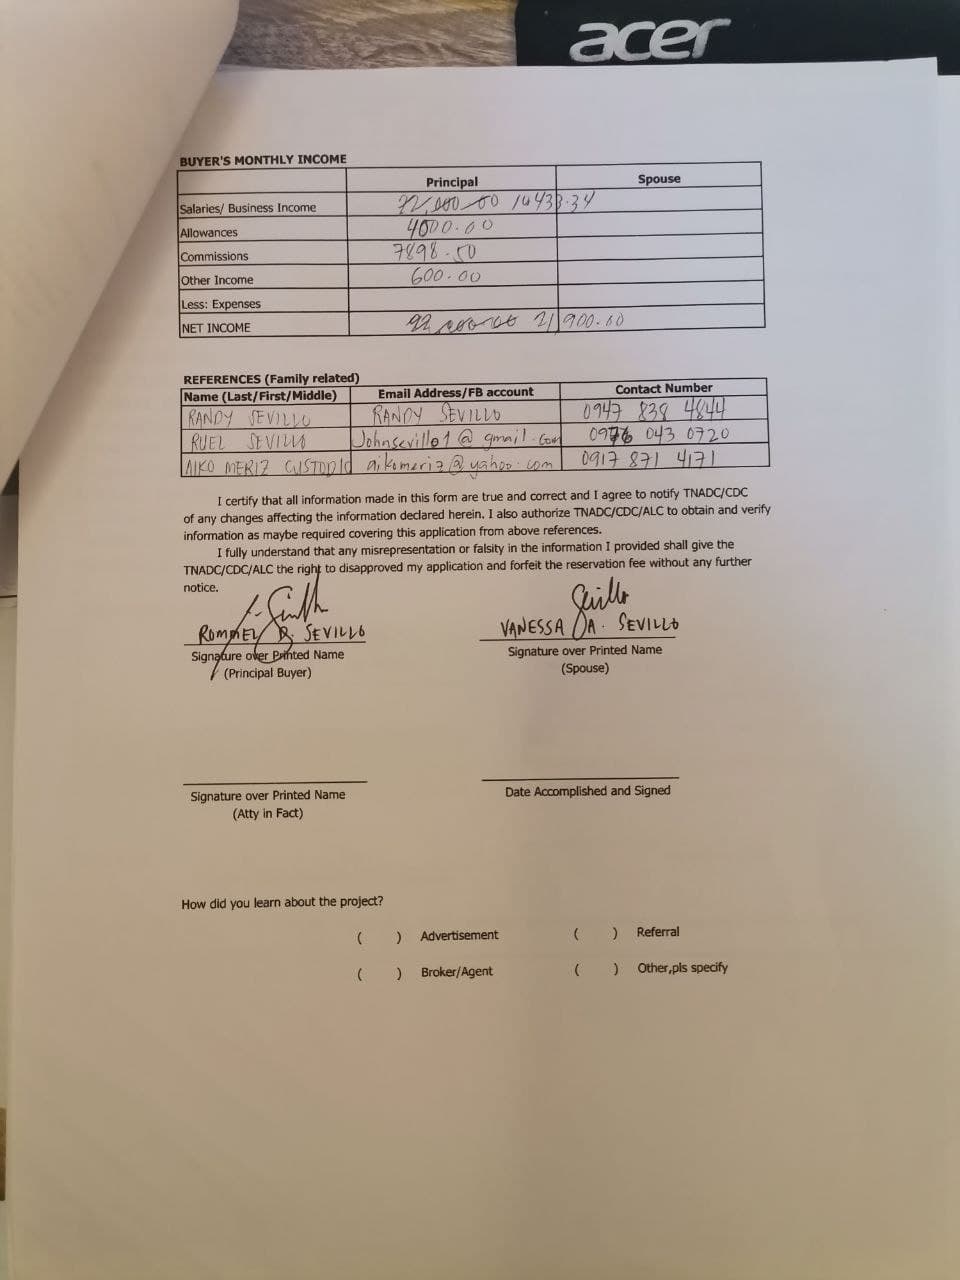 acer
BUYER'S MONTHLY INCOME
Principal Spouse
Salaries/ Business Income 22,000.00 14433.34
Allowances 4000.00
Commissions 7898.50
Other Income 600.00
Less: Expenses
NET INCOME 21,900.60
REFERENCES (Family related)
Name (Last/First/Middle) Email Address/FB account Contact Number
RANDY SEVILLO RANDY SEVILLO 0947 838 4844
RUEL SEVILLO Johnsevillo1@gmail.com 0976 043 0720
AIKO MERIZ CUSTODIO aikomeriz@yahoo.com 0917 871 4171
I certify that all information made in this form are true and correct and I agree to notify TNADC/CDC
of any changes affecting the information declared herein. I also authorize TNADC/CDC/ALC to obtain and verify
information as maybe required covering this application from above references.
I fully understand that any misrepresentation or falsity in the information I provided shall give the
TNADC/CDC/ALC the right to disapproved my application and forfeit the reservation fee without any further
notice.
ROMMEL R. SEVILLO VANESSA A. SEVILLO
Signature over Printed Name Signature over Printed Name
(Principal Buyer) (Spouse)
Signature over Printed Name Date Accomplished and Signed
(Atty in Fact)
How did you learn about the project?
( ) Advertisement ( ) Referral
( ) Broker/Agent ( ) Other,pls specify